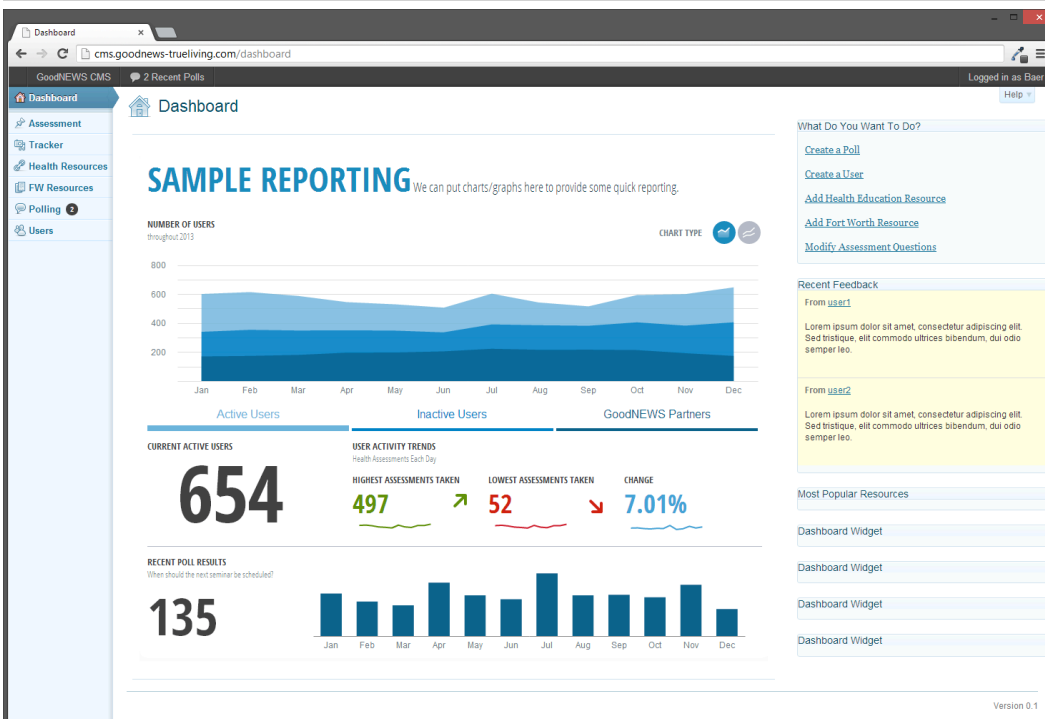 Dashboard
cms.goodnews-trueliving.com/dashboard
GoodNEWS CMS
2 Recent Polls
Logged in as Baer
Dashboard
Assessment
Tracker
Health Resources
FW Resources
Polling 2
Users
Dashboard
Help
SAMPLE REPORTING We can put charts/graphs here to provide some quick reporting.
NUMBER OF USERS
throughout 2013
CHART TYPE
800
600
400
200
Jan Feb Mar Apr May Jun Jul Aug Sep Oct Nov Dec
Active Users Inactive Users GoodNEWS Partners
CURRENT ACTIVE USERS
654
USER ACTIVITY TRENDS
Health Assessments Each Day
HIGHEST ASSESSMENTS TAKEN LOWEST ASSESSMENTS TAKEN CHANGE
497 52 7.01%
RECENT POLL RESULTS
When should the next seminar be scheduled?
135
Jan Feb Mar Apr May Jun Jul Aug Sep Oct Nov Dec
What Do You Want To Do?
Create a Poll
Create a User
Add Health Education Resource
Add Fort Worth Resource
Modify Assessment Questions
Recent Feedback
From user1
Lorem ipsum dolor sit amet, consectetur adipiscing elit.
Sed tristique, elit commodo ultrices bibendum, dui odio
semper leo.
From user2
Lorem ipsum dolor sit amet, consectetur adipiscing elit.
Sed tristique, elit commodo ultrices bibendum, dui odio
semper leo.
Most Popular Resources
Dashboard Widget
Dashboard Widget
Dashboard Widget
Dashboard Widget
Version 0.1